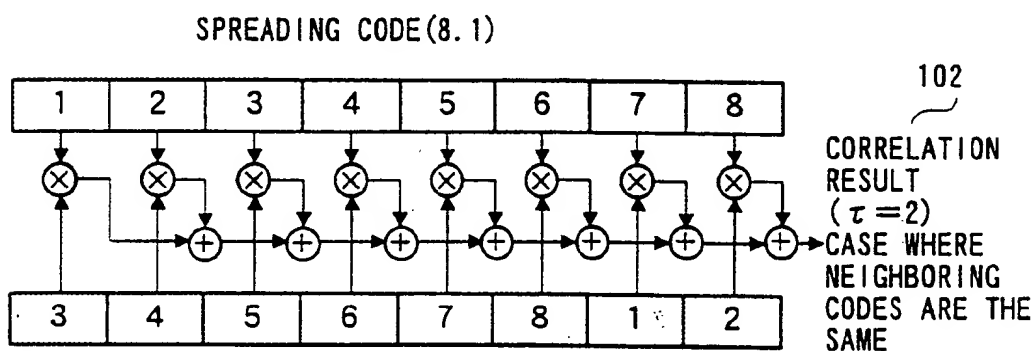 SPREADING CODE(8.1)
1 2 3 4 5 6 7 8
102
CORRELATION
RESULT
(τ=2)
CASE WHERE
NEIGHBORING
CODES ARE THE
SAME
3 4 5 6 7 8 1 2